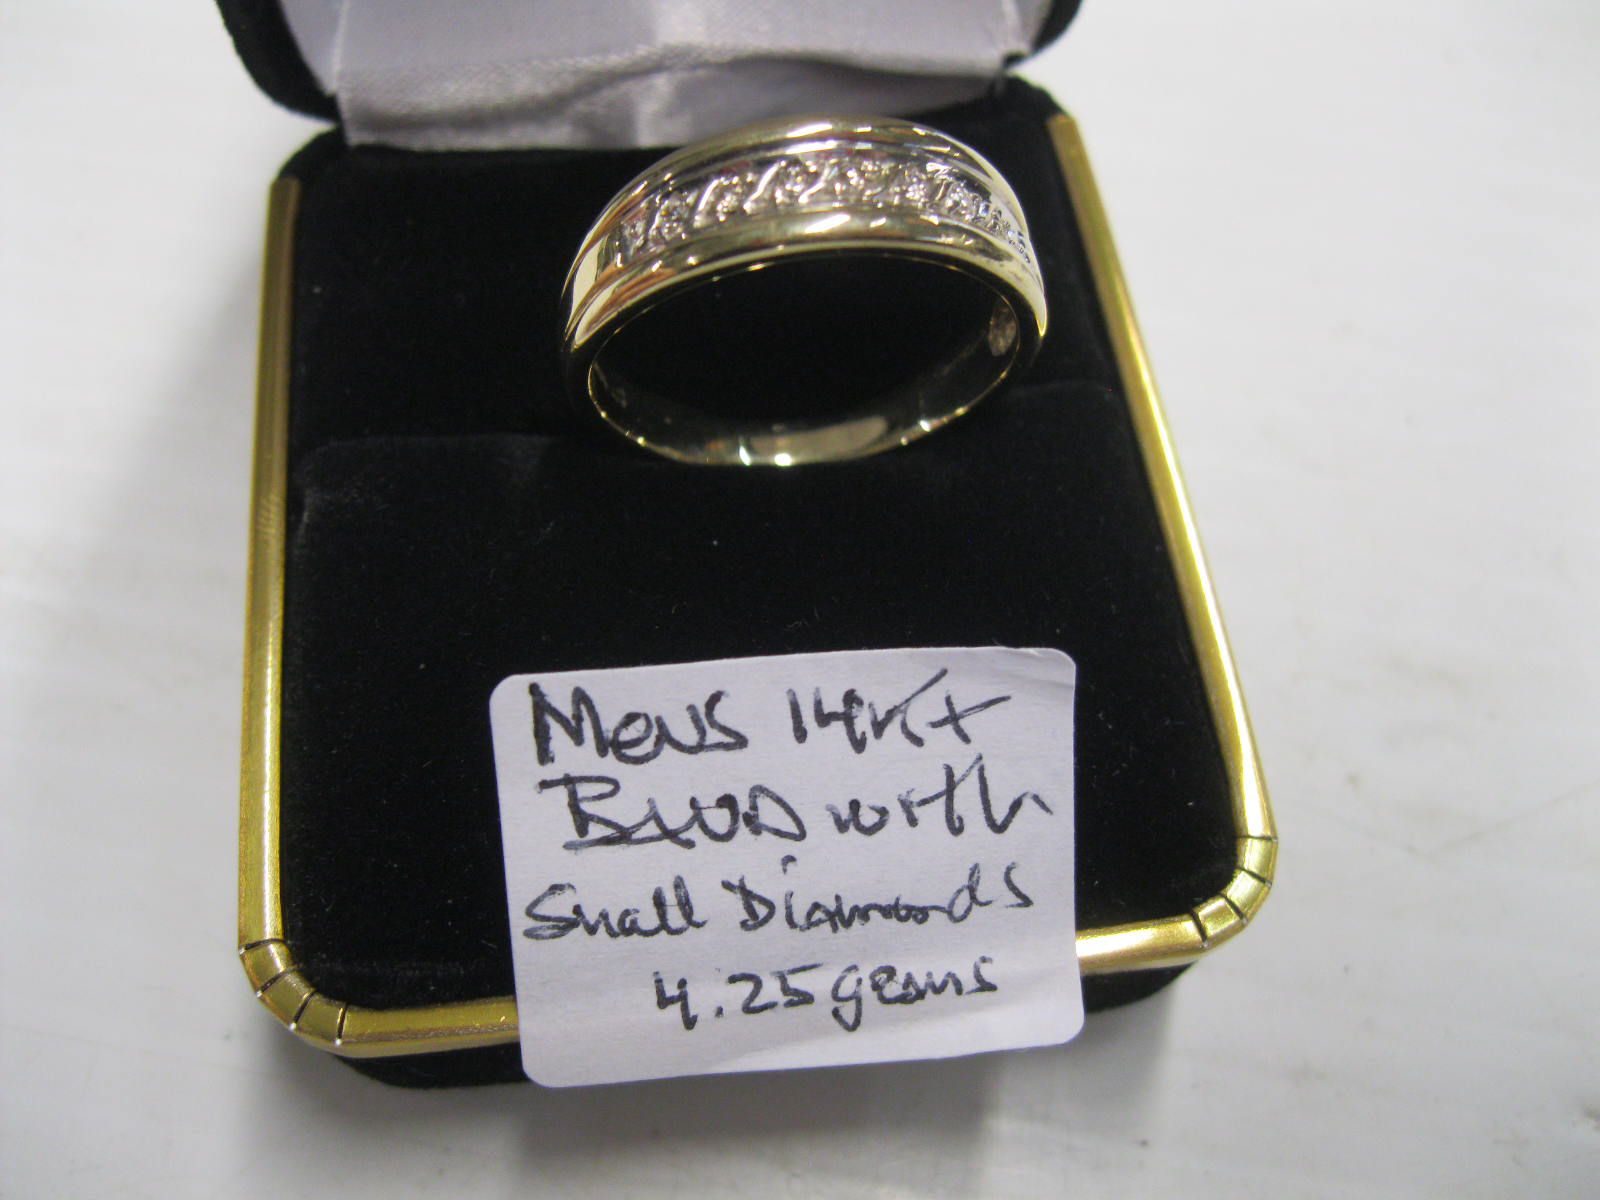 Mens 14Kt
BAND with
Small Diamonds
4.25 grams